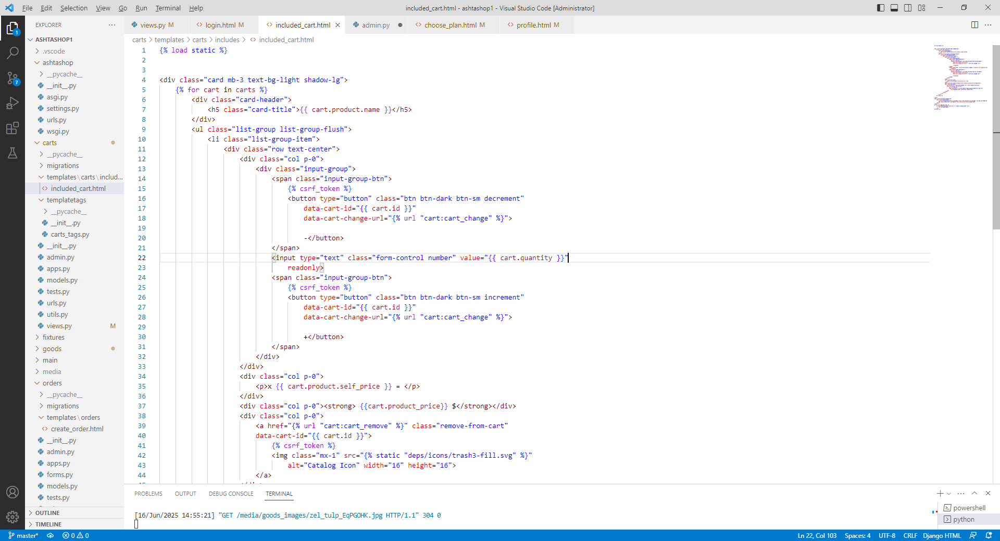 File Edit Selection View Go Run Terminal Help
included_cart.html - ashtashop1 - Visual Studio Code [Administrator]
EXPLORER
ASHTASHOP1
.vscode
ashtashop
__pycache__
__init__.py
asgi.py
settings.py
urls.py
wsgi.py
carts
__pycache__
migrations
templates\carts\includ...
included_cart.html
templatetags
__pycache__
__init__.py
carts_tags.py
__init__.py
admin.py
apps.py
models.py
tests.py
urls.py
utils.py
views.py M
fixtures
goods
main
media
orders
__pycache__
migrations
templates\orders
create_order.html
__init__.py
admin.py
apps.py
forms.py
models.py
tests.py
OUTLINE
TIMELINE
1
7
views.py M
login.html M
included_cart.html
admin.py
choose_plan.html M
profile.html M
carts > templates > carts > includes > included_cart.html
1 {% load static %}
2
3
4 <div class="card mb-3 text-bg-light shadow-lg">
5 {% for cart in carts %}
6 <div class="card-header">
7 <h5 class="card-title">{{ cart.product.name }}</h5>
8 </div>
9 <ul class="list-group list-group-flush">
10 <li class="list-group-item">
11 <div class="row text-center">
12 <div class="col p-0">
13 <div class="input-group">
14 <span class="input-group-btn">
15 {% csrf_token %}
16 <button type="button" class="btn btn-dark btn-sm decrement"
17 data-cart-id="{{ cart.id }}"
18 data-cart-change-url="{% url "cart:cart_change" %}">
19
20 -</button>
21 </span>
22 <input type="text" class="form-control number" value="{{ cart.quantity }}"
23 readonly>
24 <span class="input-group-btn">
25 {% csrf_token %}
26 <button type="button" class="btn btn-dark btn-sm increment"
27 data-cart-id="{{ cart.id }}"
28 data-cart-change-url="{% url "cart:cart_change" %}">
29
30 +</button>
31 </span>
32 </div>
33 </div>
34 <div class="col p-0">
35 <p>x {{ cart.product.self_price }} = </p>
36 </div>
37 <div class="col p-0"><strong> {{cart.product_price}} $</strong></div>
38 <div class="col p-0">
39 <a href="{% url "cart:cart_remove" %}" class="remove-from-cart"
40 data-cart-id="{{ cart.id }}">
41 {% csrf_token %}
42 <img class="mx-1" src="{% static "deps/icons/trash3-fill.svg" %}"
43 alt="Catalog Icon" width="16" height="16">
44 </a>
PROBLEMS OUTPUT DEBUG CONSOLE TERMINAL
[16/Jun/2025 14:55:21] "GET /media/goods_images/zel_tulp_EqPGOHK.jpg HTTP/1.1" 304 0
powershell
python
master* 0 0
Ln 22, Col 103 Spaces: 4 UTF-8 CRLF Django HTML